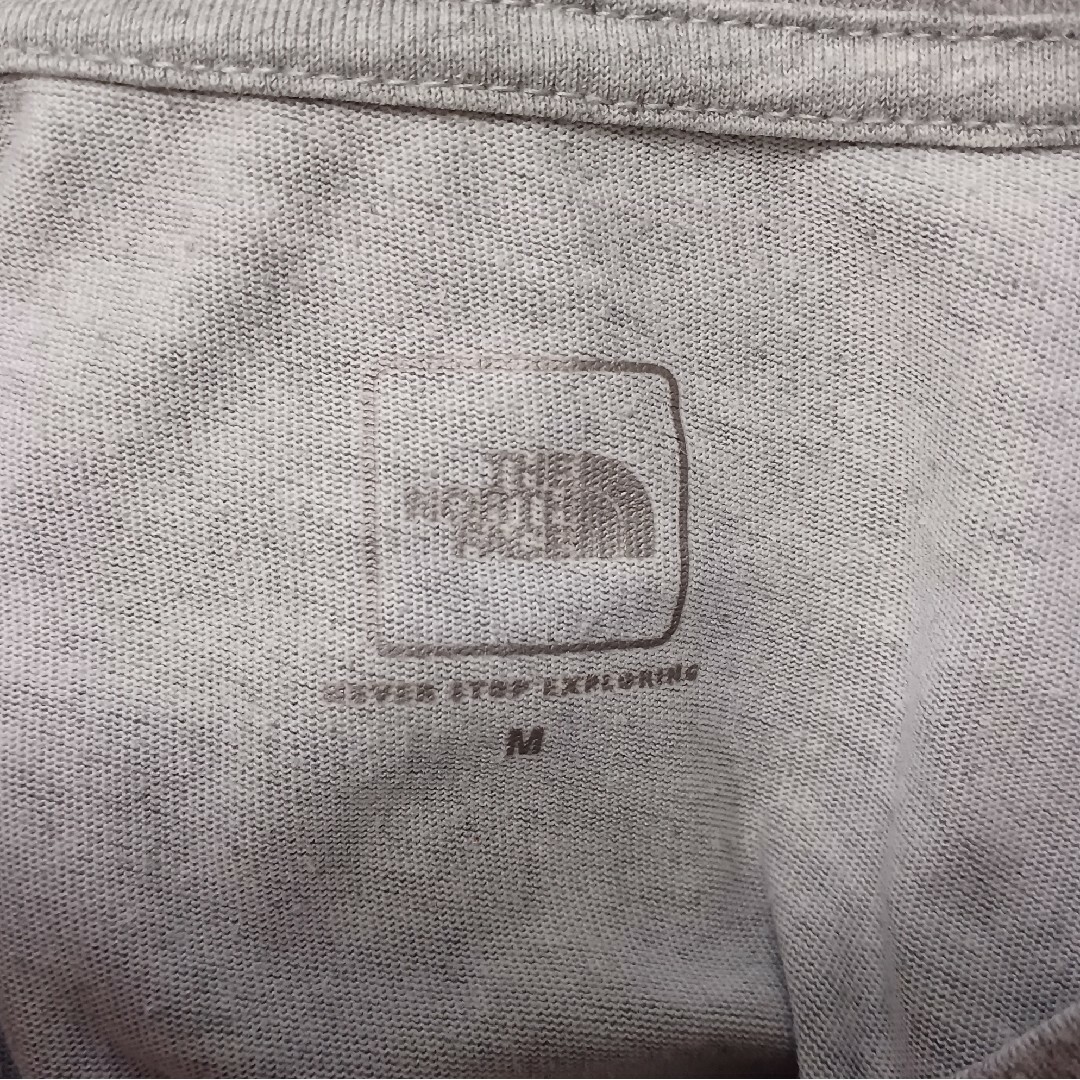 THE
NORTH
FACE
NEVER STOP EXPLORING
M